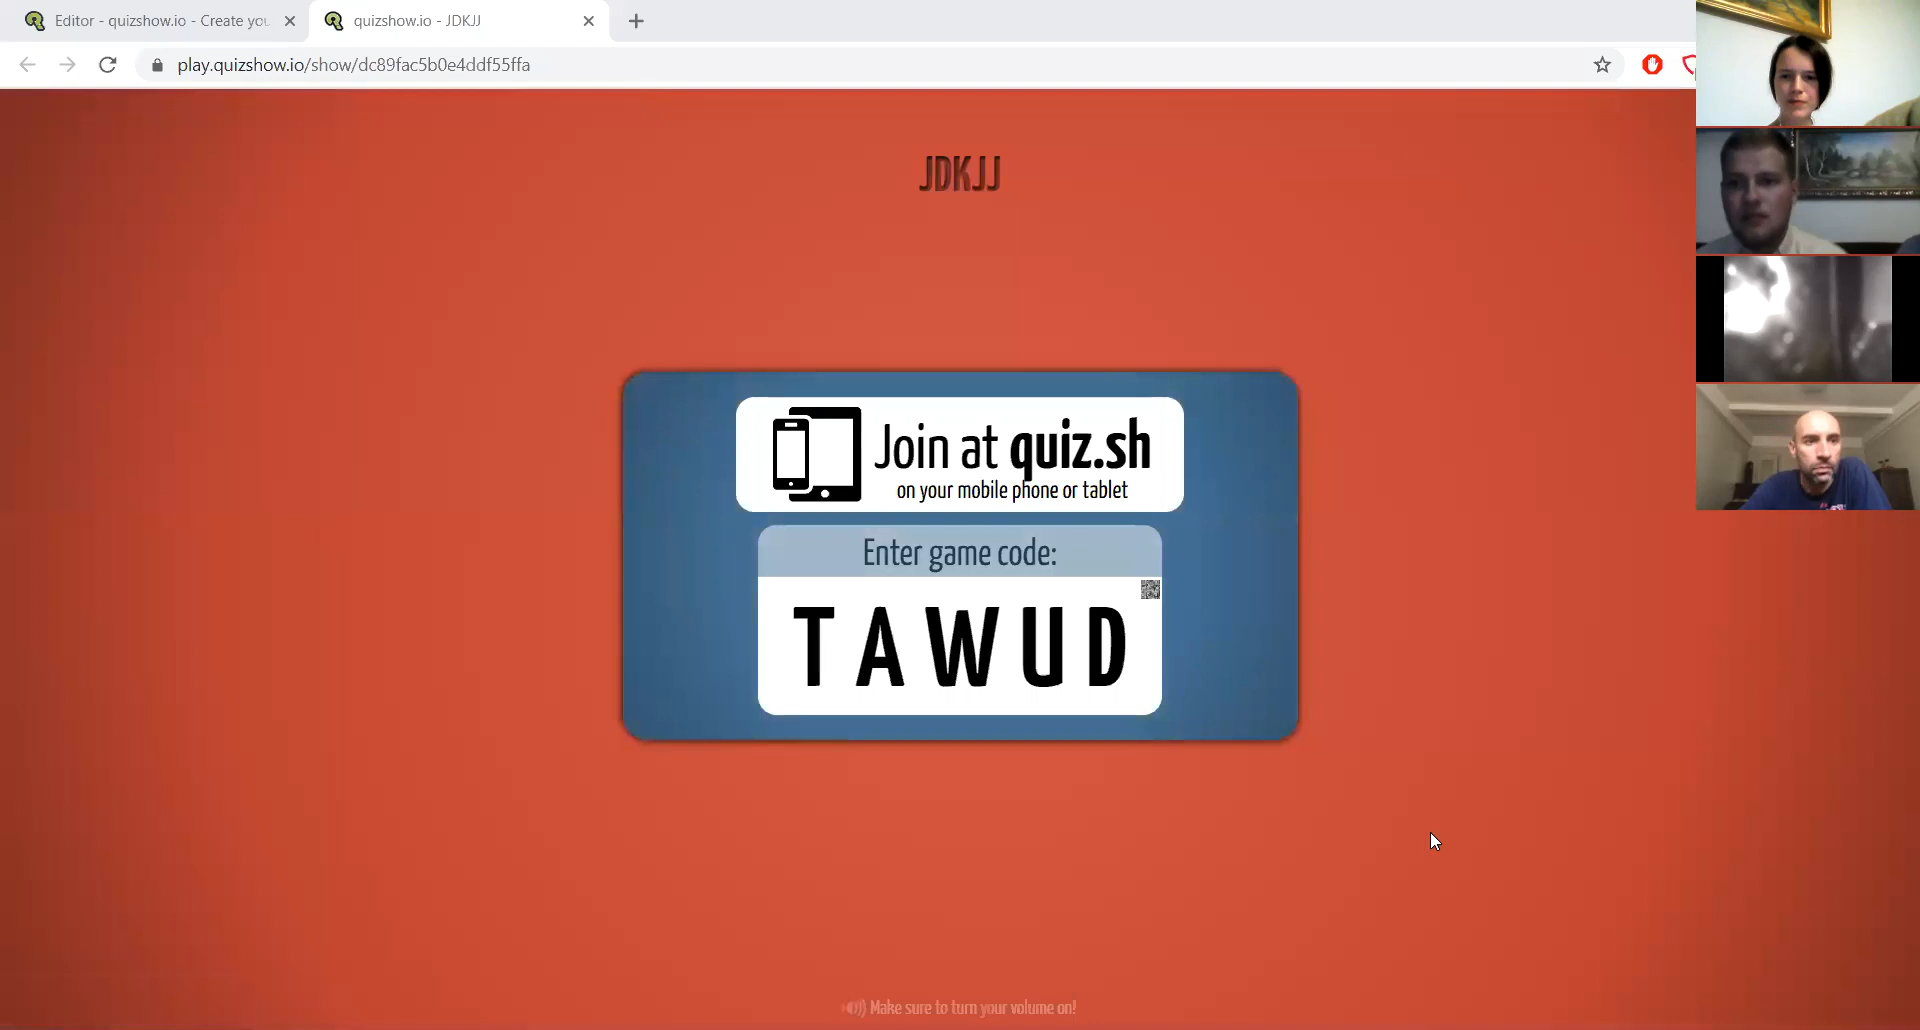 Editor - quizshow.io - Create you
quizshow.io - JDKJJ
play.quizshow.io/show/dc89fac5b0e4ddf55ffa
JDKJJ
Join at quiz.sh
on your mobile phone or tablet
Enter game code:
TAWUD
Make sure to turn your volume on!